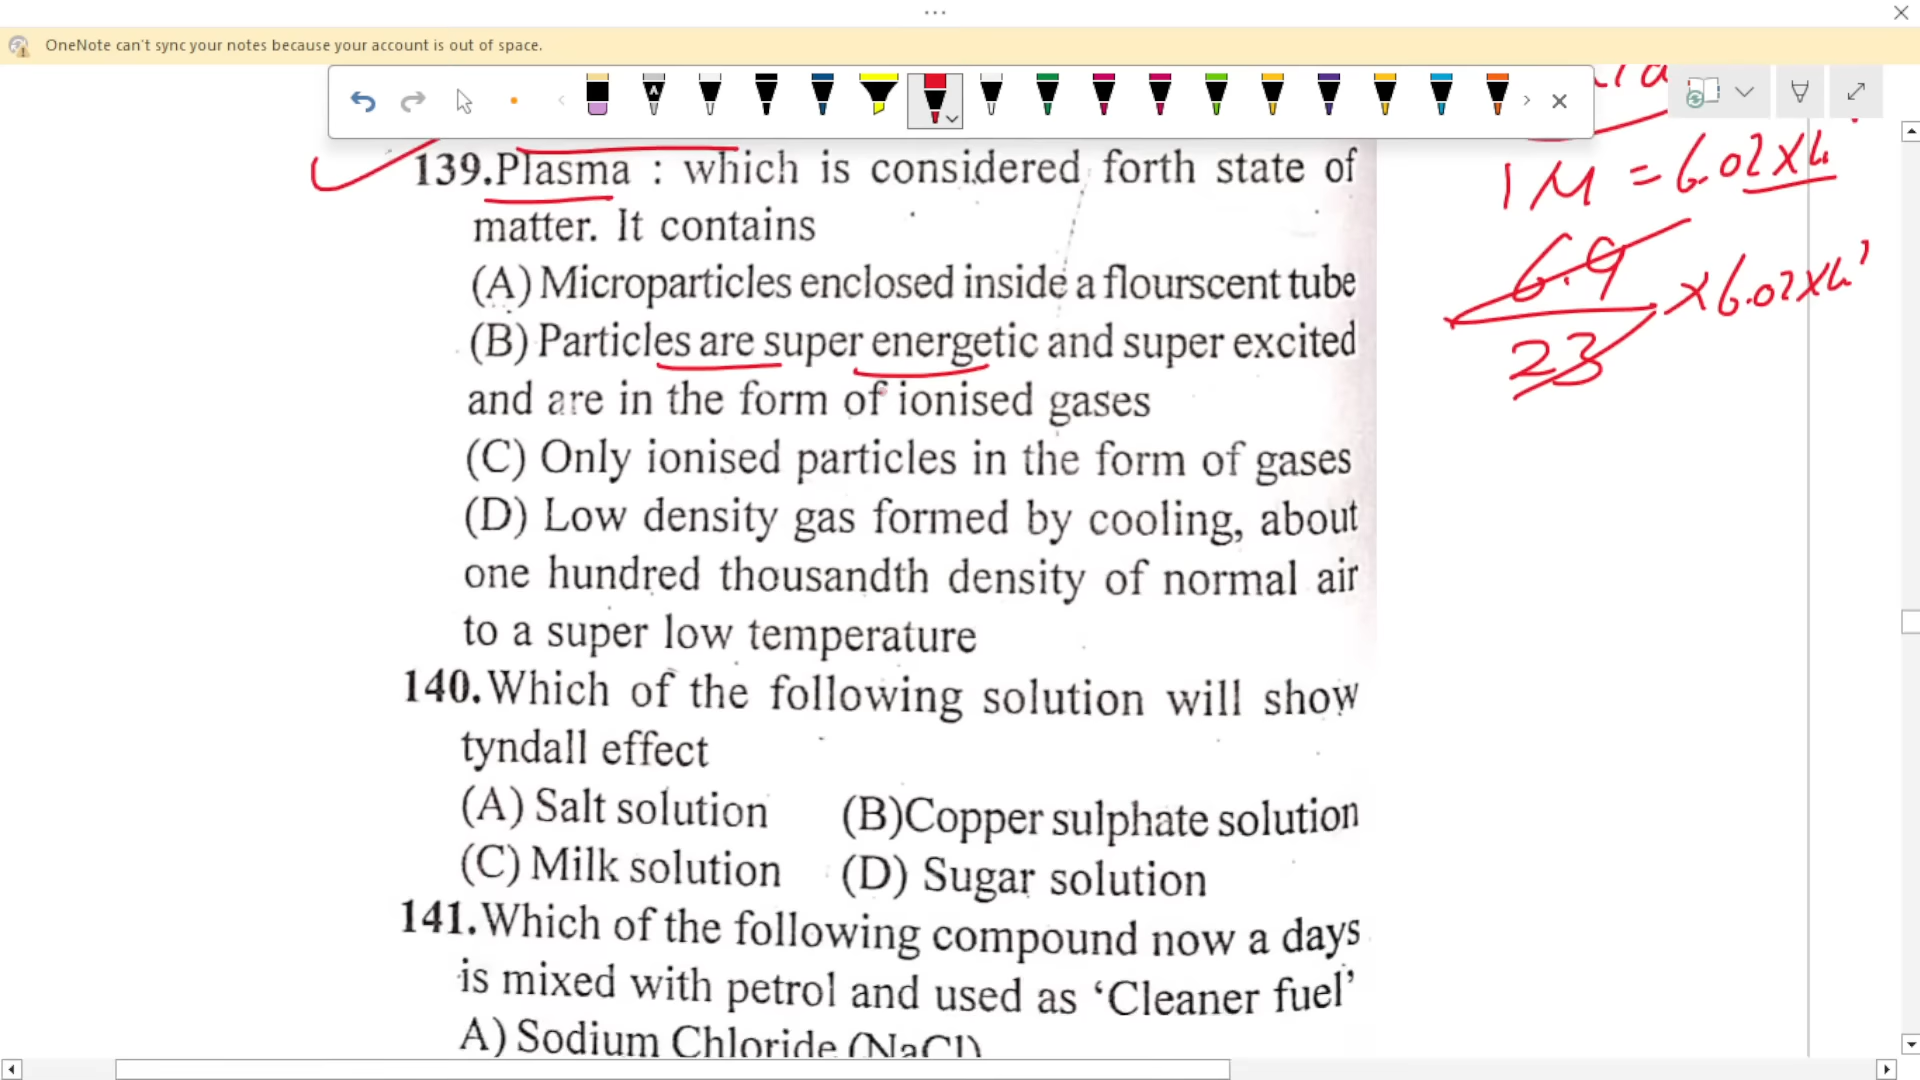 OneNote can't sync your notes because your account is out of space.
139.Plasma : which is considered forth state of
matter. It contains
(A) Microparticles enclosed inside a flourscent tube
(B) Particles are super energetic and super excited
and are in the form of ionised gases
(C) Only ionised particles in the form of gases
(D) Low density gas formed by cooling, about
one hundred thousandth density of normal air
to a super low temperature
140.Which of the following solution will show
tyndall effect
(A) Salt solution (B)Copper sulphate solution
(C) Milk solution (D) Sugar solution
141.Which of the following compound now a days
is mixed with petrol and used as ‘Cleaner fuel’
A) Sodium Chloride (NaCl)
1 M = 6.02 ×
6.9
× 6.02 ×
23